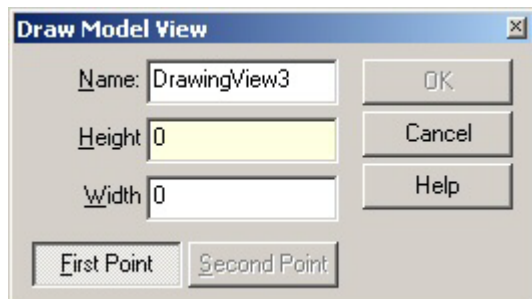 Draw Model View
Name: DrawingView3
OK
Height 0
Cancel
Width 0
Help
First Point
Second Point